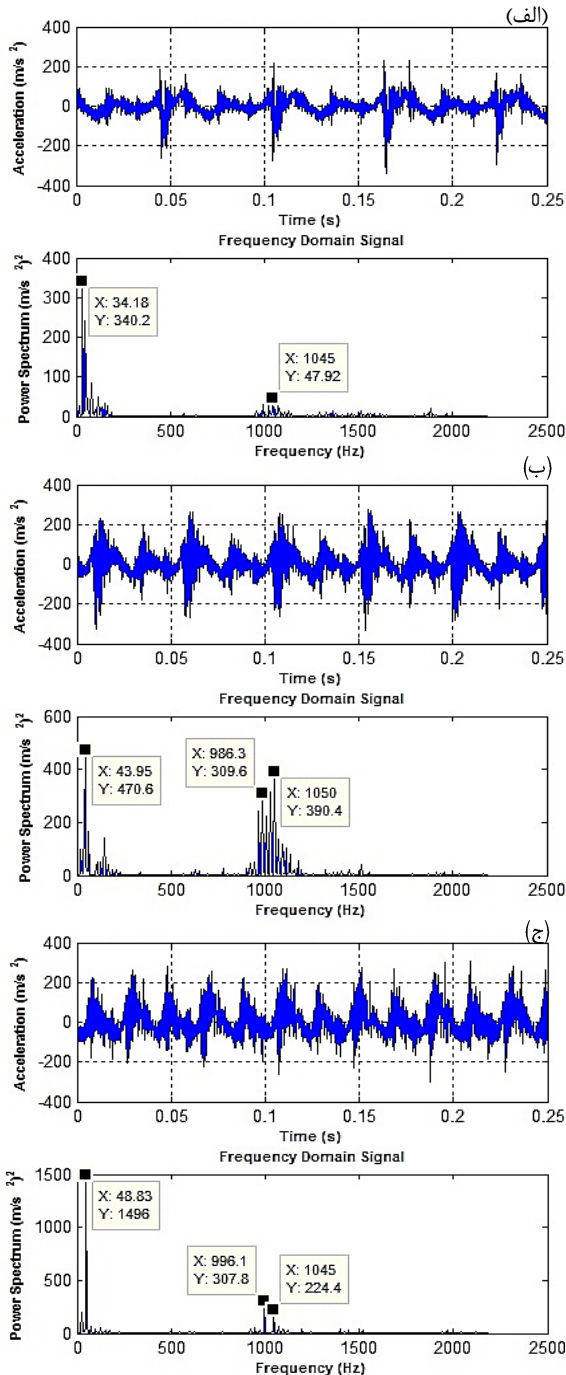 (الف)
400
200
0
-200
-400
Acceleration (m/s ²)
0 0.05 0.1 0.15 0.2 0.25
Time (s)
Frequency Domain Signal
400
300
200
100
0
Power Spectrum (m/s ²)²
X: 34.18
Y: 340.2
X: 1045
Y: 47.92
0 500 1000 1500 2000 2500
Frequency (Hz)
(ب)
400
200
0
-200
-400
Acceleration (m/s ²)
0 0.05 0.1 0.15 0.2 0.25
Time (s)
Frequency Domain Signal
600
400
200
0
Power Spectrum (m/s ²)²
X: 43.95
Y: 470.6
X: 986.3
Y: 309.6
X: 1050
Y: 390.4
0 500 1000 1500 2000 2500
Frequency (Hz)
(ج)
400
200
0
-200
-400
Acceleration (m/s ²)
0 0.05 0.1 0.15 0.2 0.25
Time (s)
Frequency Domain Signal
1500
1000
500
0
Power Spectrum (m/s ²)²
X: 48.83
Y: 1496
X: 996.1
Y: 307.8
X: 1045
Y: 224.4
0 500 1000 1500 2000 2500
Frequency (Hz)